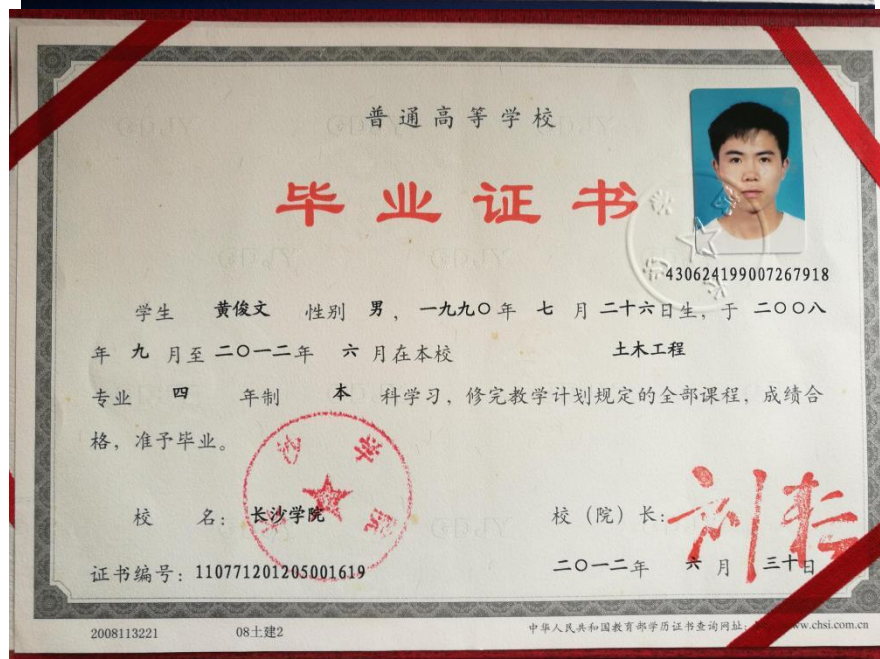 普通高等学校
毕业证书
430624199007267918
学生 黄俊文 性别 男，一九九〇年 七 月 二十六日生，于 二〇〇八
年 九 月至 二〇一二年 六 月在本校 土木工程
专业 四 年制 本 科学习，修完教学计划规定的全部课程，成绩合
格，准予毕业。
校 名：长沙学院 校（院）长：
证书编号：110771201205001619 二〇一二年 六 月 三十日
2008113221 08土建2 中华人民共和国教育部学历证书查询网址：www.chsi.com.cn